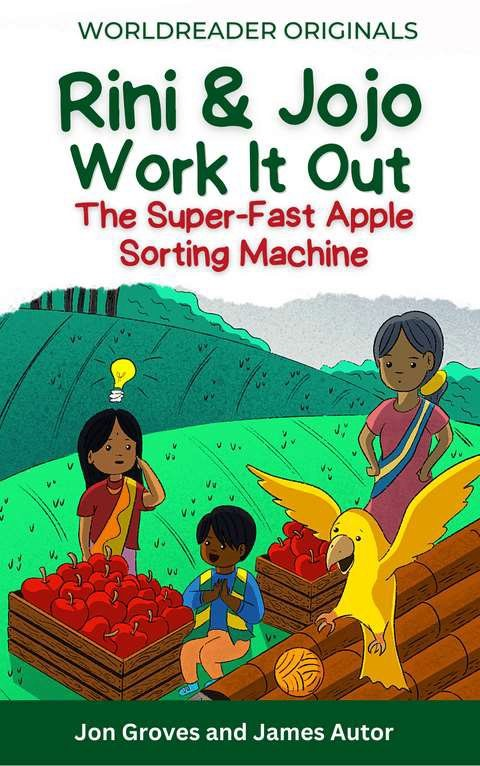 WORLDREADER ORIGINALS
Rini & Jojo
Work It Out
The Super-Fast Apple
Sorting Machine
Jon Groves and James Autor